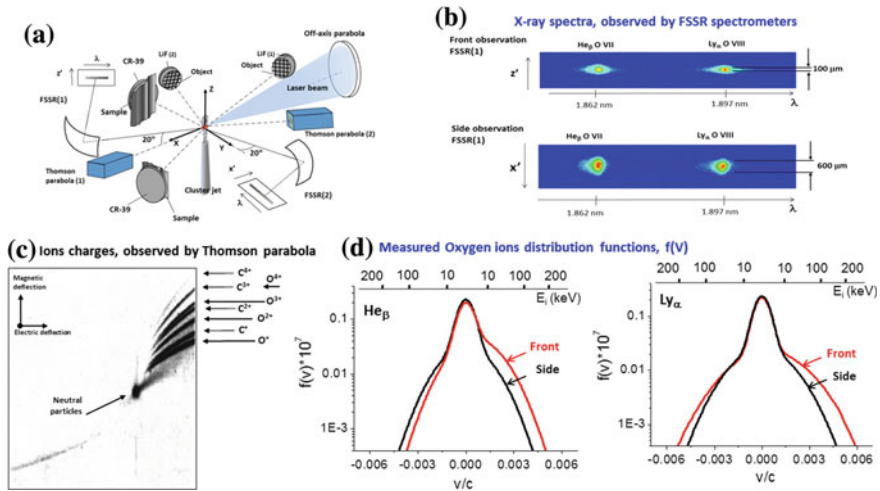 (a)
Off-axis parabola
LiF (2)
Object
LiF (1)
Object
CR-39
λ
z'
FSSR(1)
Sample
Z
Laser beam
Thomson parabola (2)
20°
X
Y
20°
Thomson parabola (1)
x'
λ
FSSR(2)
Cluster jet
CR-39
Sample
(b)
X-ray spectra, observed by FSSR spectrometers
Front observation
FSSR(1)
Heβ O VII
Lyα O VIII
z'
100 μm
1.862 nm
1.897 nm
λ
Side observation
FSSR(1)
Heβ O VII
Lyα O VIII
x'
600 μm
1.862 nm
1.897 nm
λ
(c) Ions charges, observed by Thomson parabola
Magnetic deflection
Electric deflection
Neutral particles
C4+
O4+
C3+
O3+
C2+
O2+
C+
O+
(d) Measured Oxygen ions distribution functions, f(V)
200 100 10 10 100 200
Ei (keV)
Heβ
Front
Side
f(v)*10^7
0.1
0.01
1E-3
-0.006 -0.003 0.000 0.003 0.006
v/c
200 100 10 10 100 200
Ei (keV)
Lyα
Front
Side
f(v)*10^7
0.1
0.01
1E-3
-0.006 -0.003 0.000 0.003 0.006
v/c